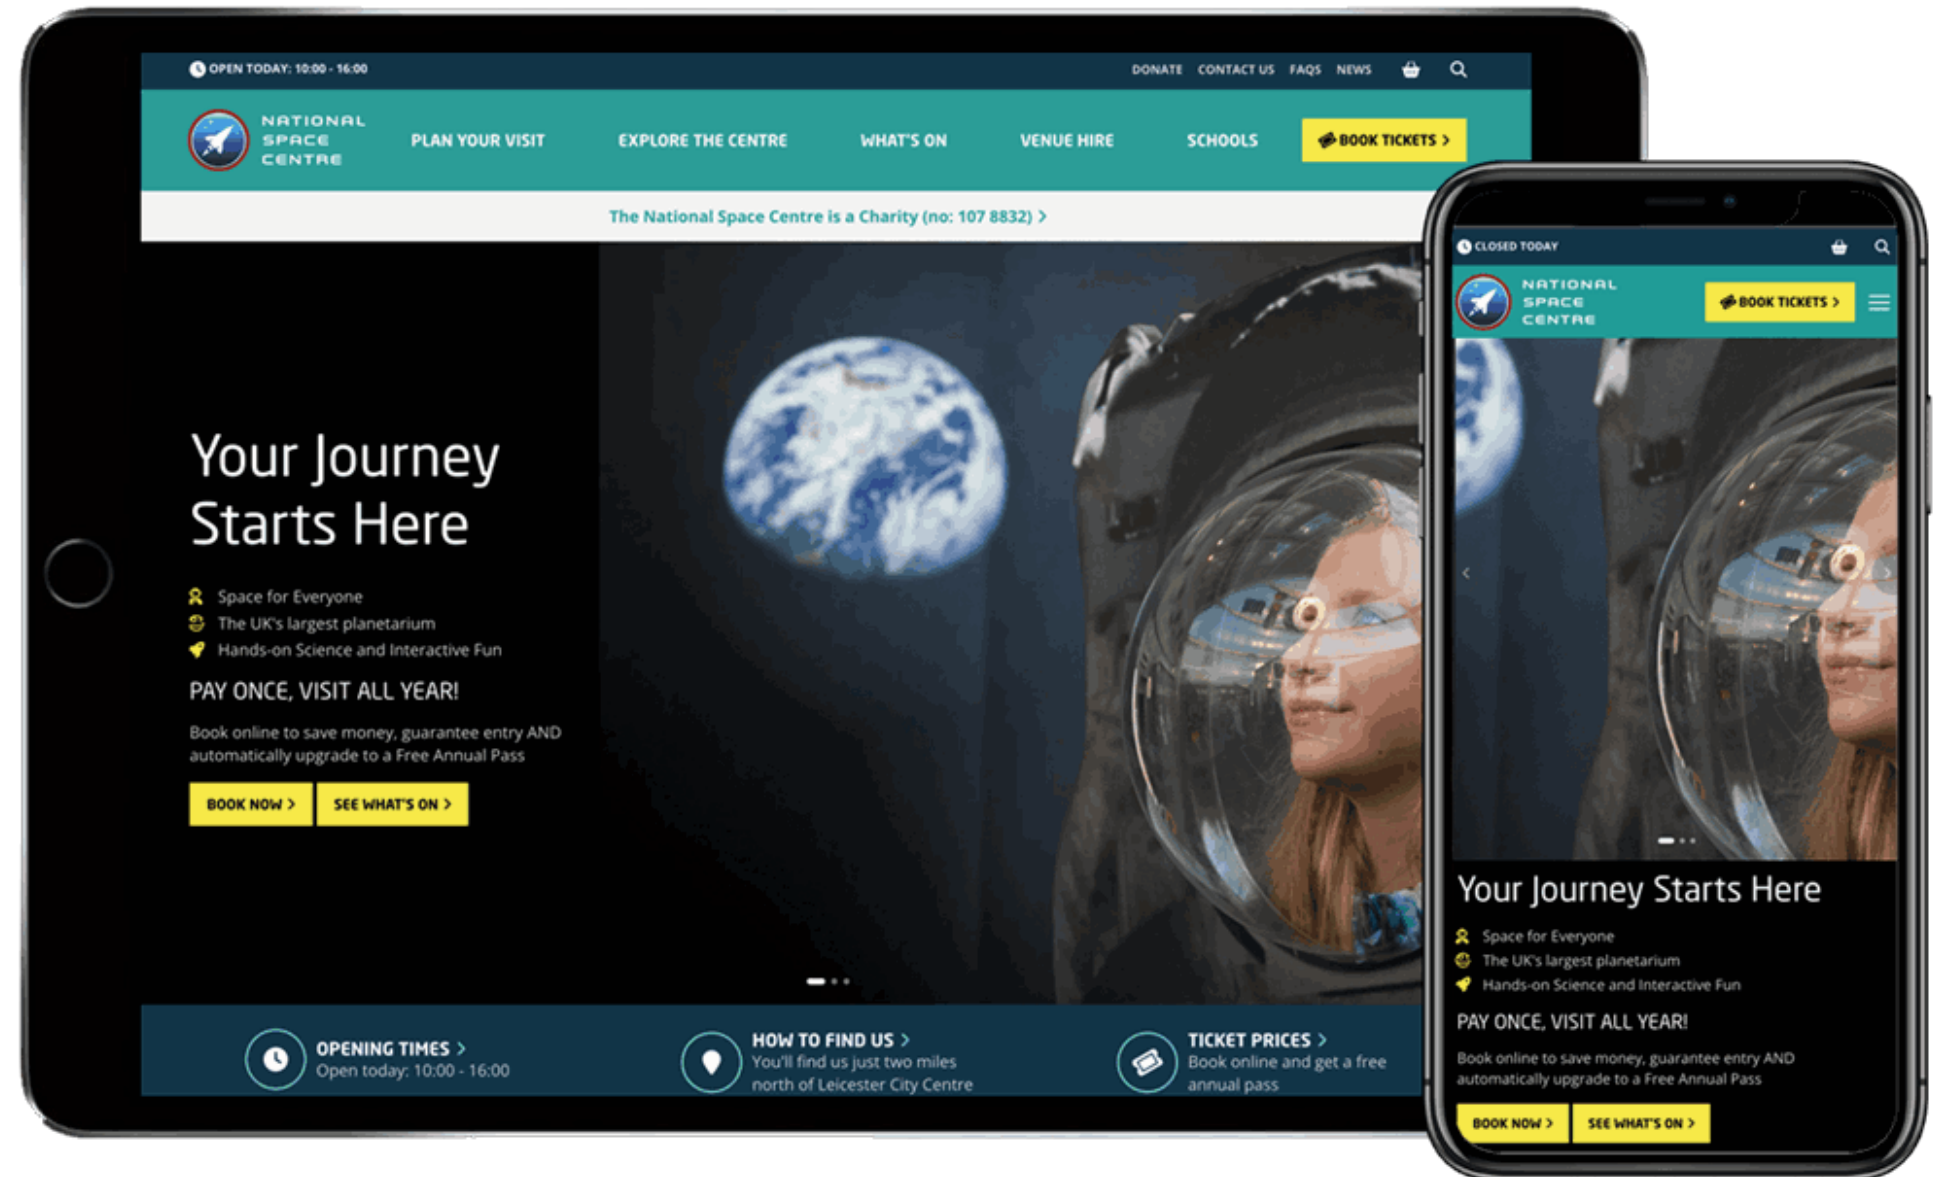 OPEN TODAY: 10:00 - 16:00
DONATE CONTACT US FAQS NEWS
NATIONAL
SPACE
CENTRE
PLAN YOUR VISIT EXPLORE THE CENTRE WHAT'S ON VENUE HIRE SCHOOLS BOOK TICKETS >
The National Space Centre is a Charity (no: 107 8832) >
Your Journey
Starts Here
Space for Everyone
The UK's largest planetarium
Hands-on Science and Interactive Fun
PAY ONCE, VISIT ALL YEAR!
Book online to save money, guarantee entry AND
automatically upgrade to a Free Annual Pass
BOOK NOW > SEE WHAT'S ON >
OPENING TIMES >
Open today: 10:00 - 16:00
HOW TO FIND US >
You'll find us just two miles
north of Leicester City Centre
TICKET PRICES >
Book online and get a free
annual pass
CLOSED TODAY
NATIONAL
SPACE
CENTRE
BOOK TICKETS >
Your Journey Starts Here
Space for Everyone
The UK's largest planetarium
Hands-on Science and Interactive Fun
PAY ONCE, VISIT ALL YEAR!
Book online to save money, guarantee entry AND
automatically upgrade to a Free Annual Pass
BOOK NOW > SEE WHAT'S ON >